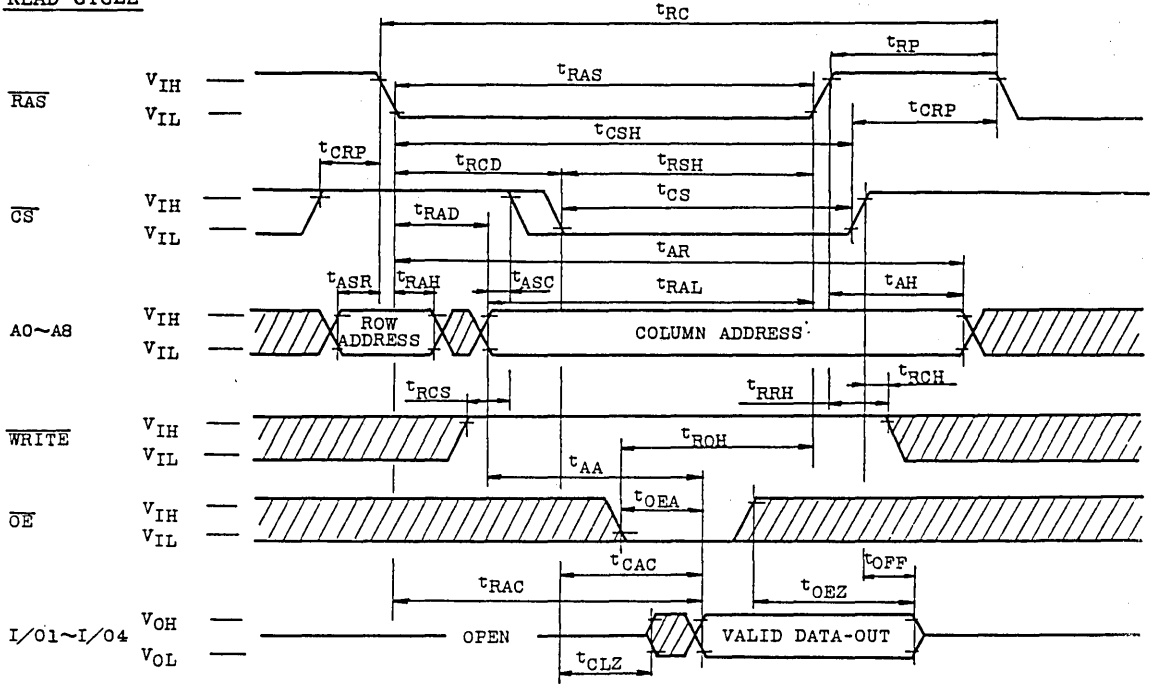 READ CYCLE
tRC
tRP
tRAS
VIH
RAS
VIL
tCRP
tCSH
tCRP
tRCD
tRSH
VIH
CS
tCS
VIL
tRAD
tAR
tASR
tRAH
tASC
tRAL
tAH
VIH
A0~A8
ROW
ADDRESS
COLUMN ADDRESS
VIL
tRCS
tRRH
tRCH
VIH
WRITE
tROH
VIL
tAA
VIH
OE
tOEA
VIL
tCAC
tOFF
tRAC
tOEZ
VOH
I/O1~I/O4
OPEN
VALID DATA-OUT
VOL
tCLZ